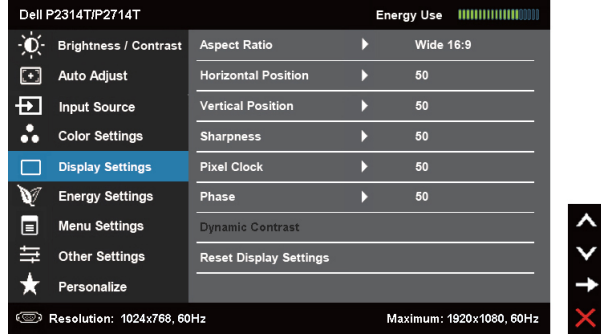 Dell P2314T/P2714T Energy Use
Brightness / Contrast Aspect Ratio Wide 16:9
Auto Adjust Horizontal Position 50
Input Source Vertical Position 50
Color Settings Sharpness 50
Display Settings Pixel Clock 50
Energy Settings Phase 50
Menu Settings Dynamic Contrast
Other Settings Reset Display Settings
Personalize
Resolution: 1024x768, 60Hz Maximum: 1920x1080, 60Hz